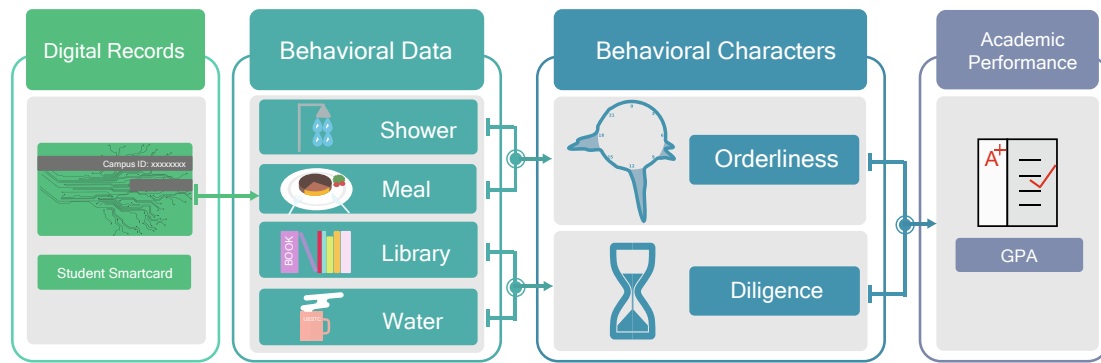 Digital Records
Campus ID: xxxxxxxx
Student Smartcard
Behavioral Data
Shower
Meal
BOOK
Library
Water
Behavioral Characters
Orderliness
Diligence
Academic
Performance
A+
GPA